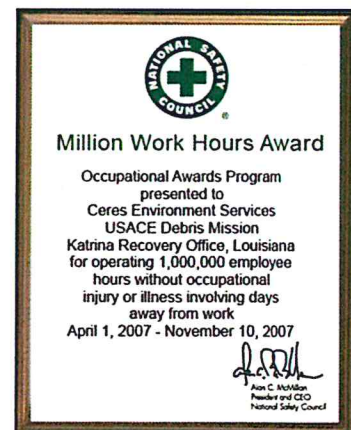 NATIONAL SAFETY COUNCIL
®
Million Work Hours Award
Occupational Awards Program
presented to
Ceres Environment Services
USACE Debris Mission
Katrina Recovery Office, Louisiana
for operating 1,000,000 employee
hours without occupational
injury or illness involving days
away from work
April 1, 2007 - November 10, 2007
Alan C. McMillan
President and CEO
National Safety Council